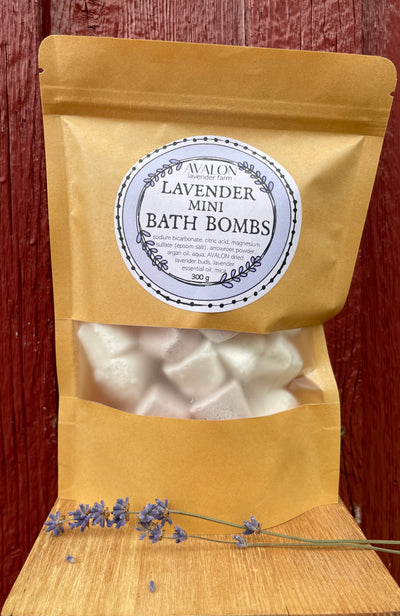 AVALON
lavender farm
LAVENDER
MINI
BATH BOMBS
sodium bicarbonate, citric acid, magnesium
sulfate (epsom salt), arrowroot powder,
argan oil, aqua, AVALON dried
lavender buds, lavender
essential oil, mica
300 g